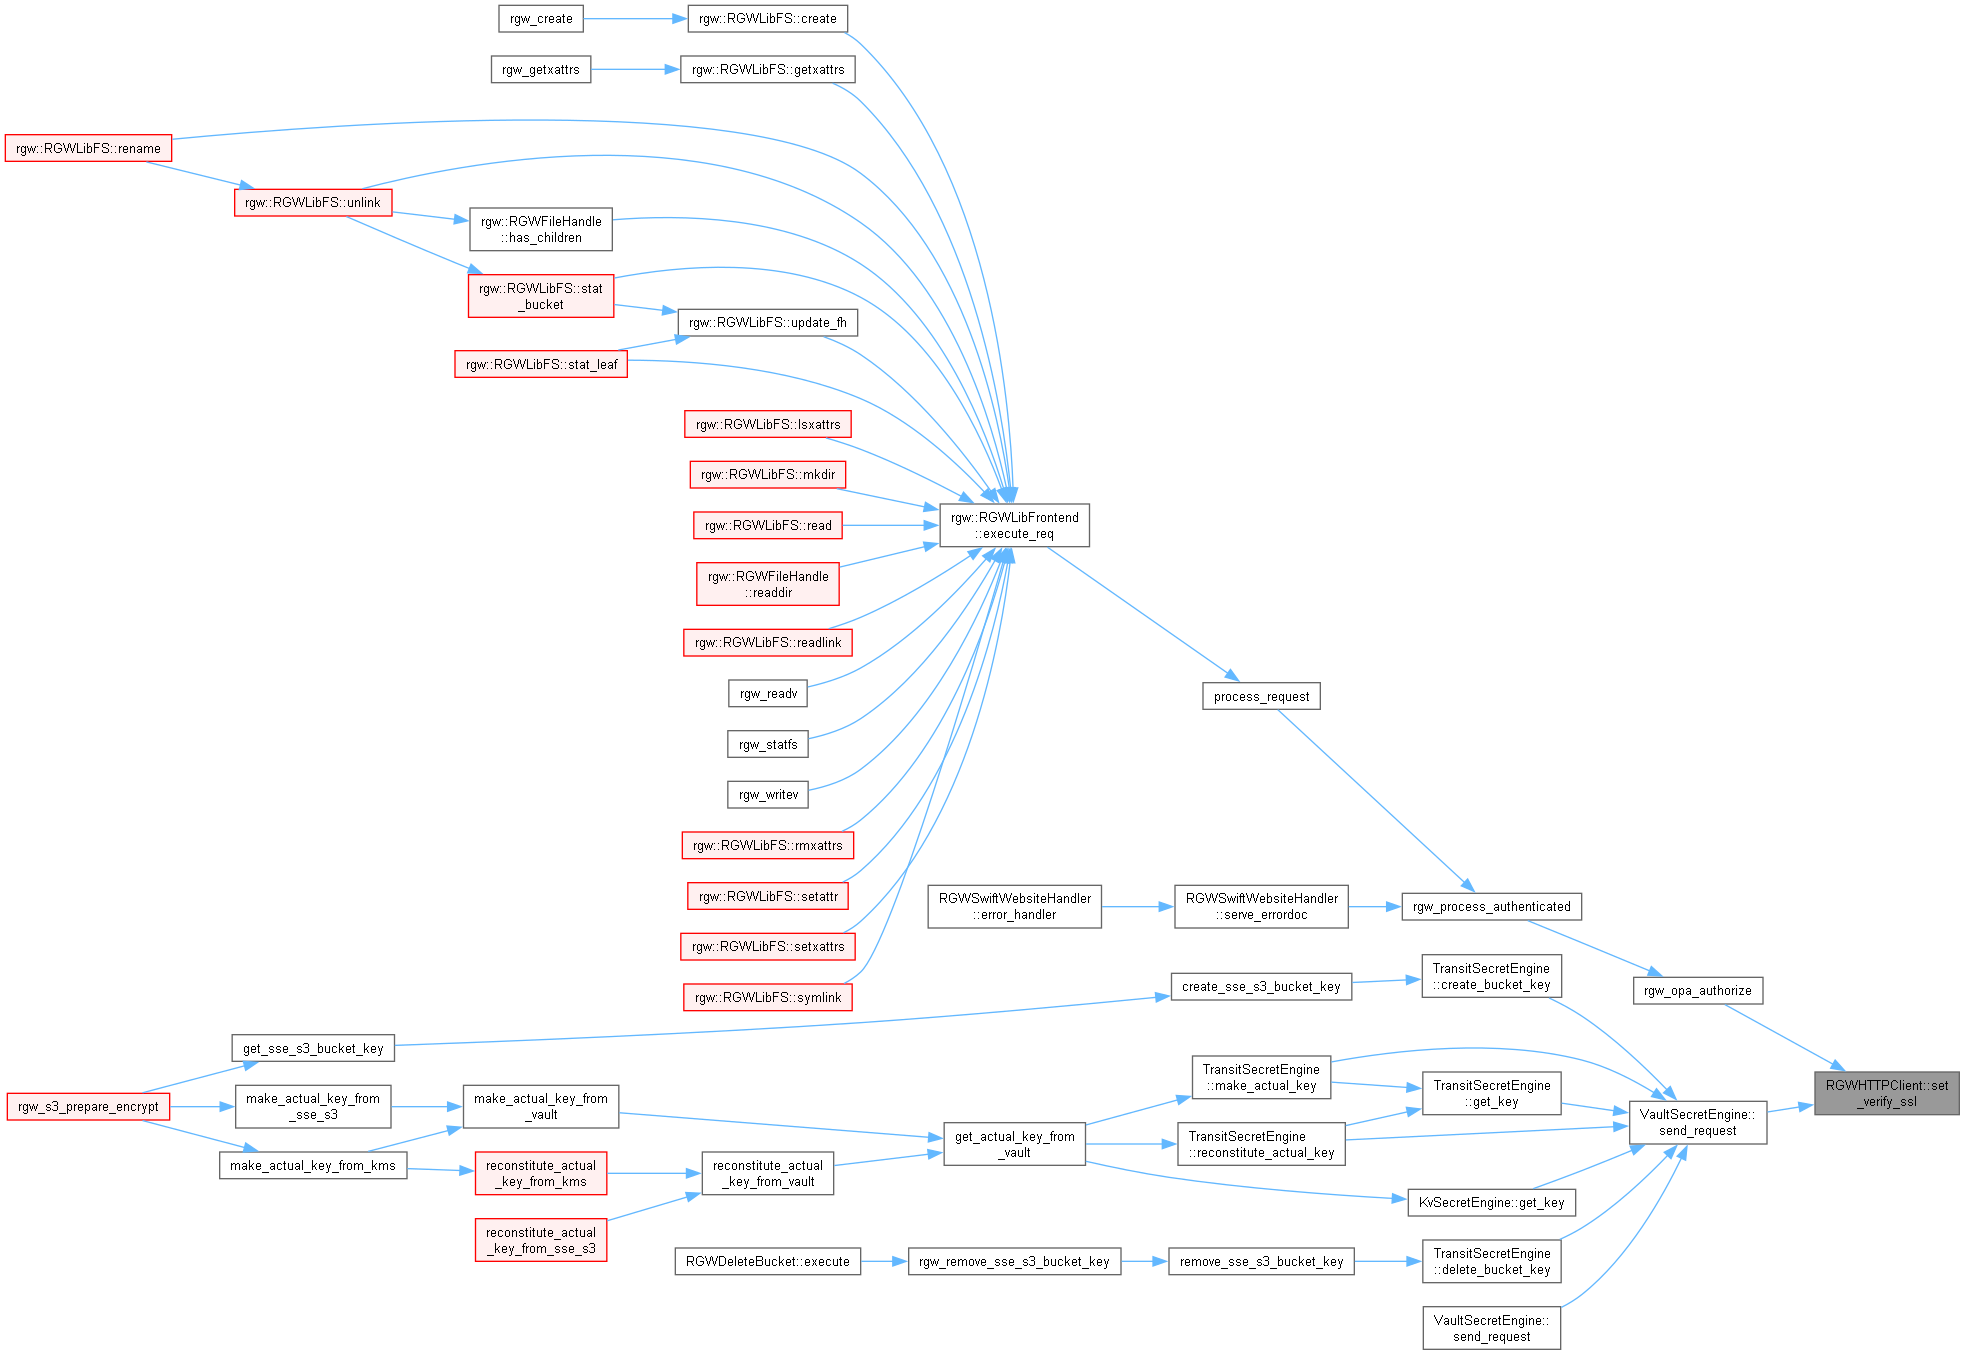 rgw_create
rgw::RGWLibFS::create
rgw_getxattrs
rgw::RGWLibFS::getxattrs
rgw::RGWLibFS::rename
rgw::RGWLibFS::unlink
rgw::RGWFileHandle
::has_children
rgw::RGWLibFS::stat
_bucket
rgw::RGWLibFS::update_fh
rgw::RGWLibFS::stat_leaf
rgw::RGWLibFS::lsxattrs
rgw::RGWLibFS::mkdir
rgw::RGWLibFS::read
rgw::RGWLibFrontend
::execute_req
rgw::RGWFileHandle
::readdir
rgw::RGWLibFS::readlink
rgw_readv
process_request
rgw_statfs
rgw_writev
rgw::RGWLibFS::rmxattrs
rgw::RGWLibFS::setattr
RGWSwiftWebsiteHandler
::error_handler
RGWSwiftWebsiteHandler
::serve_errordoc
rgw_process_authenticated
rgw::RGWLibFS::setxattrs
rgw::RGWLibFS::symlink
create_sse_s3_bucket_key
TransitSecretEngine
::create_bucket_key
rgw_opa_authorize
get_sse_s3_bucket_key
rgw_s3_prepare_encrypt
make_actual_key_from
_sse_s3
make_actual_key_from
_vault
TransitSecretEngine
::make_actual_key
TransitSecretEngine
::get_key
RGWHTTPClient::set
_verify_ssl
VaultSecretEngine::
send_request
make_actual_key_from_kms
reconstitute_actual
_key_from_kms
reconstitute_actual
_key_from_vault
get_actual_key_from
_vault
TransitSecretEngine
::reconstitute_actual_key
KvSecretEngine::get_key
reconstitute_actual
_key_from_sse_s3
RGWDeleteBucket::execute
rgw_remove_sse_s3_bucket_key
remove_sse_s3_bucket_key
TransitSecretEngine
::delete_bucket_key
VaultSecretEngine::
send_request